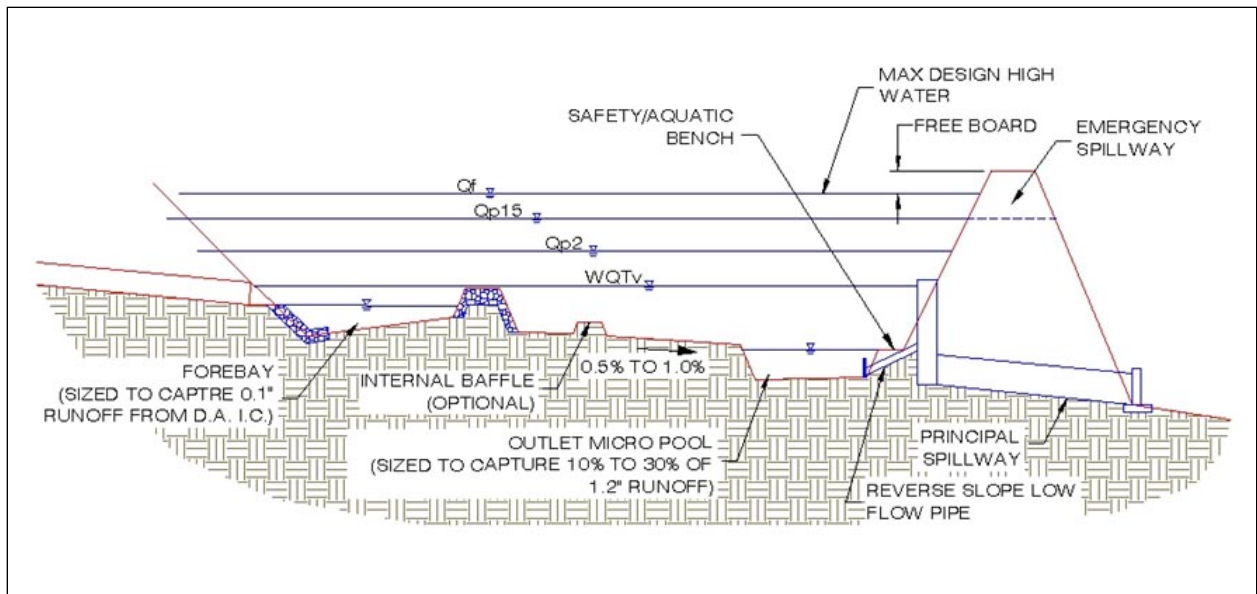 MAX DESIGN HIGH
WATER
SAFETY/AQUATIC
BENCH
FREE BOARD
EMERGENCY
SPILLWAY
Qf
Qp15
Qp2
WQTv
FOREBAY
(SIZED TO CAPTRE 0.1"
RUNOFF FROM D.A. I.C.)
INTERNAL BAFFLE
(OPTIONAL)
0.5% TO 1.0%
OUTLET MICRO POOL
(SIZED TO CAPTURE 10% TO 30% OF
1.2" RUNOFF)
PRINCIPAL
SPILLWAY
REVERSE SLOPE LOW
FLOW PIPE